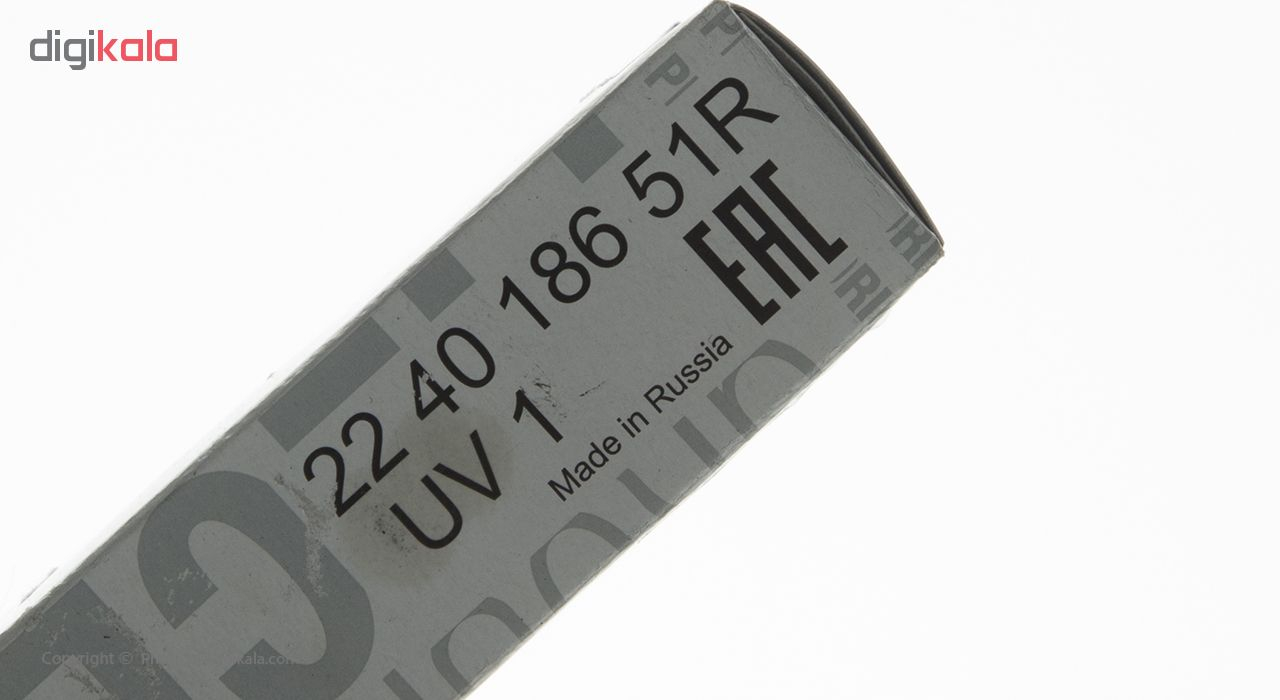 digikala
22 40 186 51R
UV 1
EAC
Made in Russia